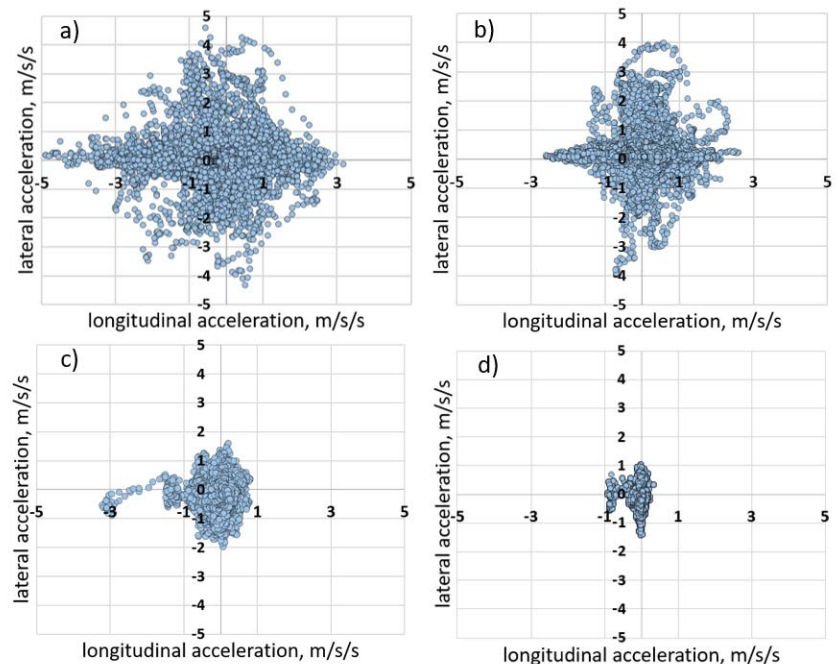 a)
lateral acceleration, m/s/s
5
4
3
2
1
0
-5 -3 -1 1 3 5
-1
-2
-3
-4
-5
longitudinal acceleration, m/s/s
b)
lateral acceleration, m/s/s
5
4
3
2
1
0
-5 -3 -1 1 3 5
-1
-2
-3
-4
-5
longitudinal acceleration, m/s/s
c)
lateral acceleration, m/s/s
5
4
3
2
1
0
-5 -3 -1 1 3 5
-1
-2
-3
-4
-5
longitudinal acceleration, m/s/s
d)
lateral acceleration, m/s/s
5
4
3
2
1
0
-5 -3 -1 1 3 5
-1
-2
-3
-4
-5
longitudinal acceleration, m/s/s